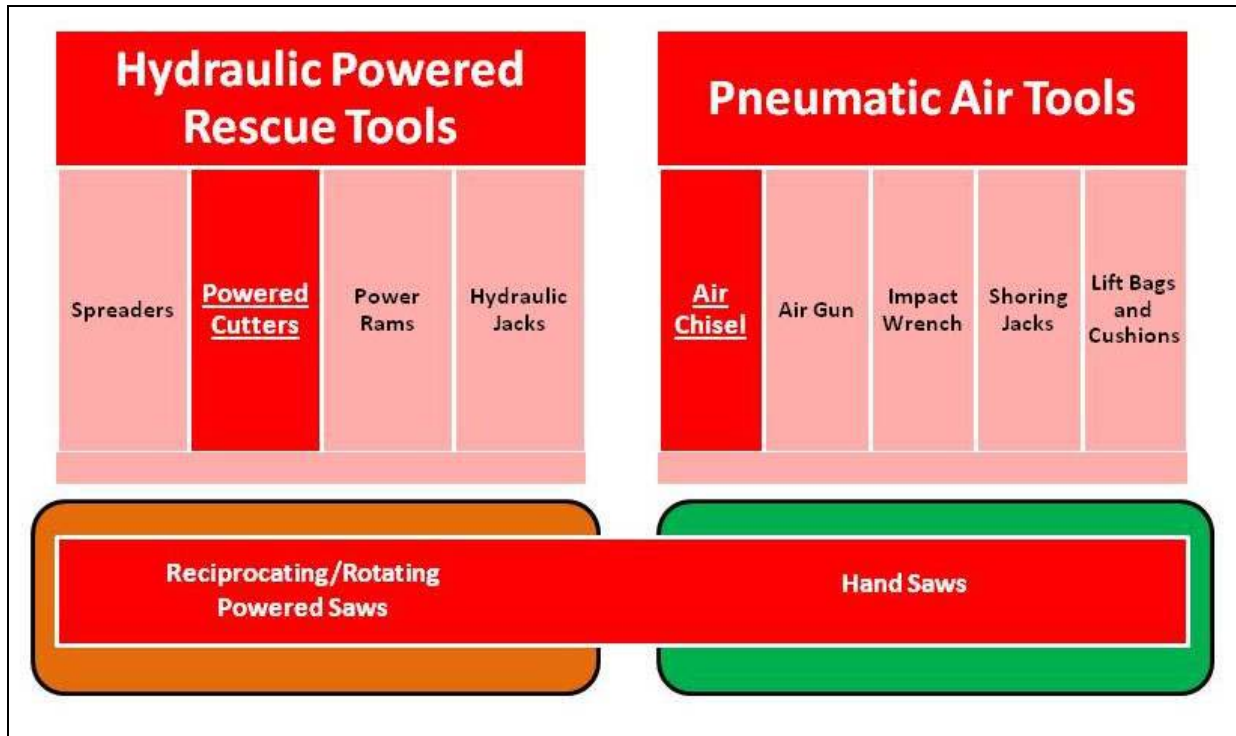 Hydraulic Powered
Rescue Tools
Pneumatic Air Tools
Spreaders
Powered
Cutters
Power
Rams
Hydraulic
Jacks
Air
Chisel
Air Gun
Impact
Wrench
Shoring
Jacks
Lift Bags
and
Cushions
Reciprocating/Rotating
Powered Saws
Hand Saws